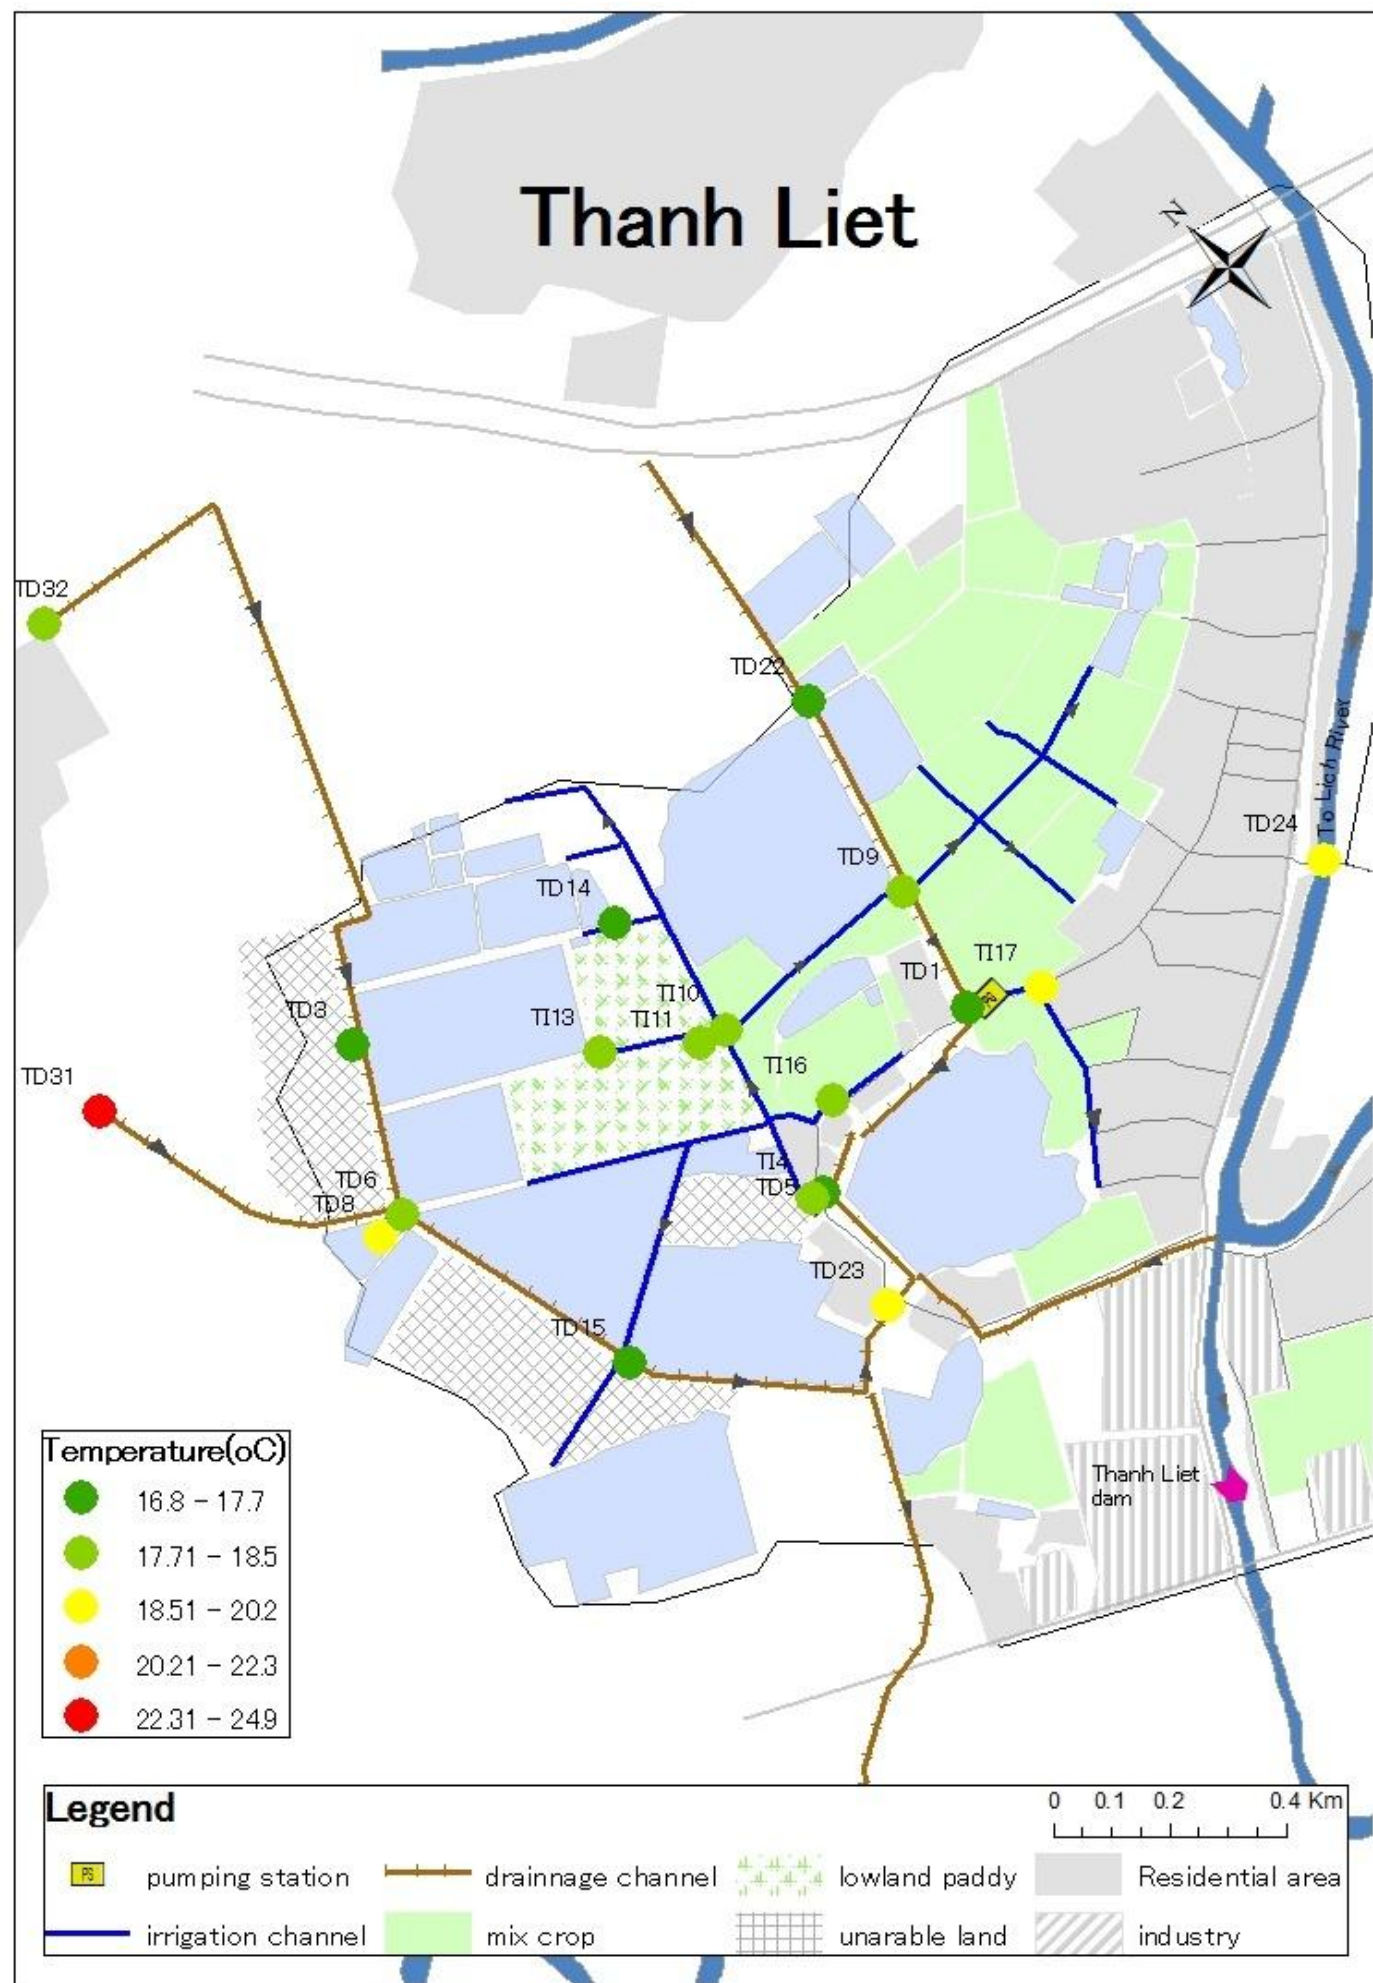 Thanh Liet
N
TD32
TD22
To Lich River
TD24
TD9
TD14
TI17
TD1
TI10
TD3
TI13
TI11
TI16
TD31
TI4
TD6
TD5
TD8
TD23
TD15
Thanh Liet
dam
Temperature(oC)
16.8 - 17.7
17.71 - 18.5
18.51 - 20.2
20.21 - 22.3
22.31 - 24.9
Legend
0 0.1 0.2 0.4 Km
PS pumping station
drainnage channel
lowland paddy
Residential area
irrigation channel
mix crop
unarable land
industry